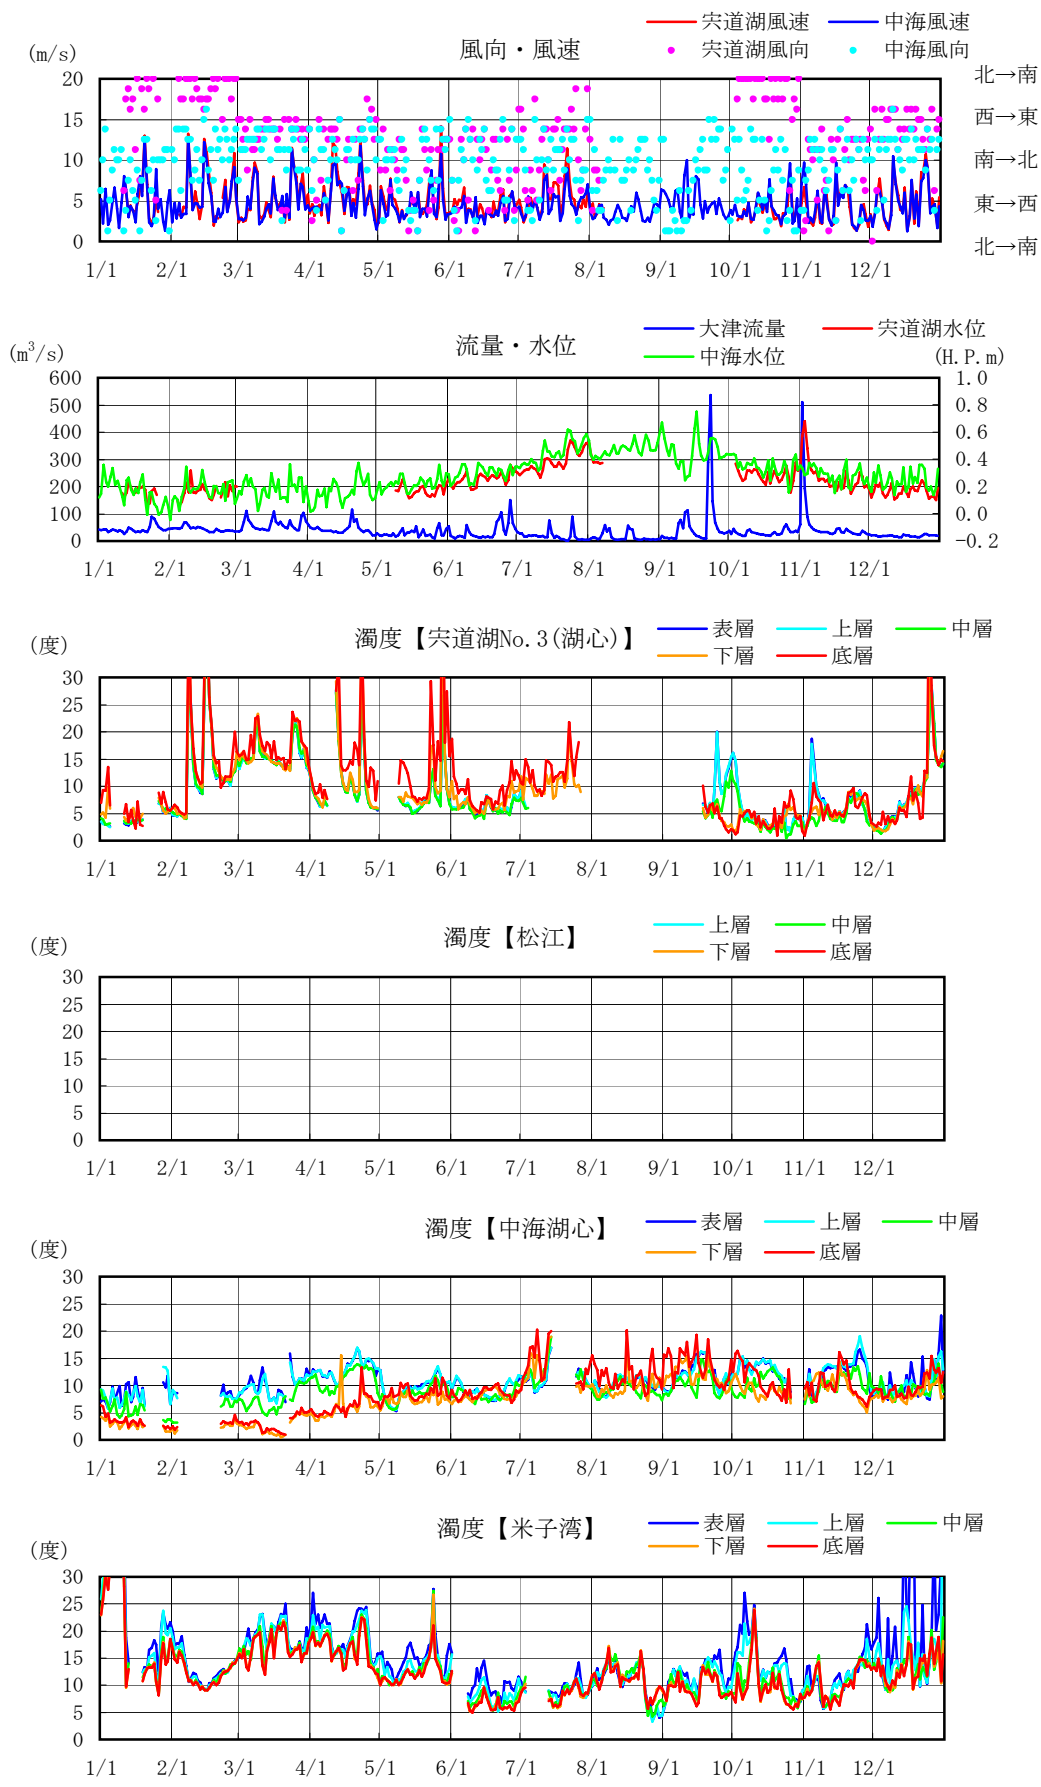 宍道湖風速 中海風速
(m/s) 風向・風速 宍道湖風向 中海風向
20 北→南
15 西→東
10 南→北
5 東→西
0 北→南
1/1 2/1 3/1 4/1 5/1 6/1 7/1 8/1 9/1 10/1 11/1 12/1
大津流量 宍道湖水位
(m³/s) 流量・水位 中海水位 (H.P.m)
600 1.0
500 0.8
400 0.6
300 0.4
200 0.2
100 0.0
0 -0.2
1/1 2/1 3/1 4/1 5/1 6/1 7/1 8/1 9/1 10/1 11/1 12/1
(度) 濁度【宍道湖No.3(湖心)】 表層 上層 中層
下層 底層
30
25
20
15
10
5
0
1/1 2/1 3/1 4/1 5/1 6/1 7/1 8/1 9/1 10/1 11/1 12/1
(度) 濁度【松江】 上層 中層
下層 底層
30
25
20
15
10
5
0
1/1 2/1 3/1 4/1 5/1 6/1 7/1 8/1 9/1 10/1 11/1 12/1
(度) 濁度【中海湖心】 表層 上層 中層
下層 底層
30
25
20
15
10
5
0
1/1 2/1 3/1 4/1 5/1 6/1 7/1 8/1 9/1 10/1 11/1 12/1
(度) 濁度【米子湾】 表層 上層 中層
下層 底層
30
25
20
15
10
5
0
1/1 2/1 3/1 4/1 5/1 6/1 7/1 8/1 9/1 10/1 11/1 12/1